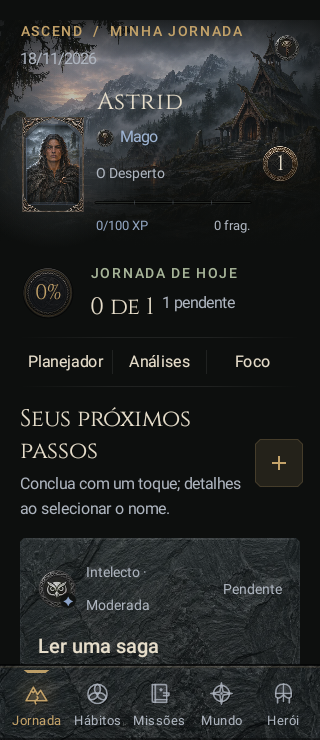 ASCEND / MINHA JORNADA
18/11/2026
Astrid
Mago
1
O Desperto
0/100 XP 0 frag.
JORNADA DE HOJE
0%
0 DE 1 1 pendente
Planejador Análises Foco
Seus próximos
passos
+
Conclua com um toque; detalhes
ao selecionar o nome.
Intelecto ·
Moderada
Pendente
Ler uma saga
Jornada Hábitos Missões Mundo Herói